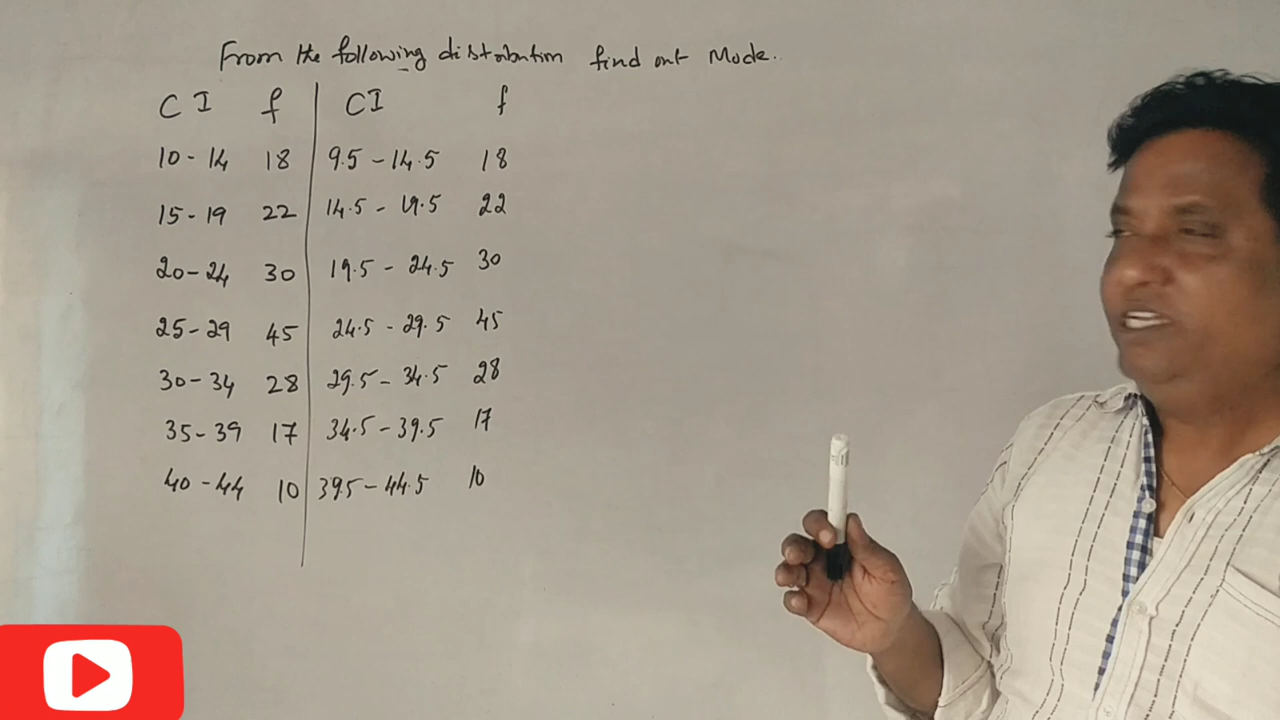 From the following distribution find out Mode.
CI f CI f
10-14 18 9.5-14.5 18
15-19 22 14.5-19.5 22
20-24 30 19.5-24.5 30
25-29 45 24.5-29.5 45
30-34 28 29.5-34.5 28
35-39 17 34.5-39.5 17
40-44 10 39.5-44.5 10